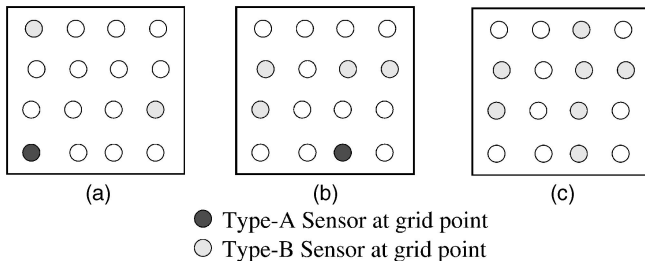 (a) (b) (c)
Type-A Sensor at grid point
Type-B Sensor at grid point